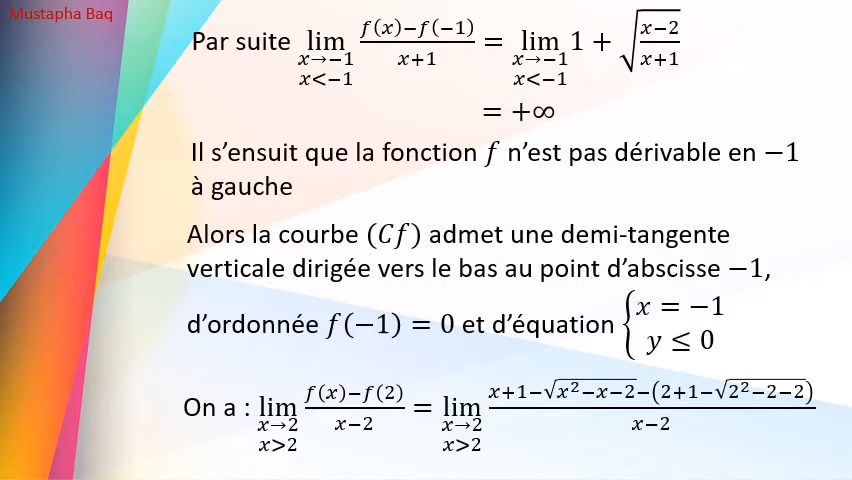 Mustapha Baq
Par suite lim_{x→−1, x<−1} (f(x)−f(−1))/(x+1) = lim_{x→−1, x<−1} 1 + √((x−2)/(x+1))
= +∞
Il s’ensuit que la fonction f n’est pas dérivable en −1
à gauche
Alors la courbe (Cf) admet une demi-tangente
verticale dirigée vers le bas au point d’abscisse −1,
d’ordonnée f(−1) = 0 et d’équation { x = −1
y ≤ 0
On a : lim_{x→2, x>2} (f(x)−f(2))/(x−2) = lim_{x→2, x>2} (x+1−√(x²−x−2)−(2+1−√(2²−2−2)))/(x−2)